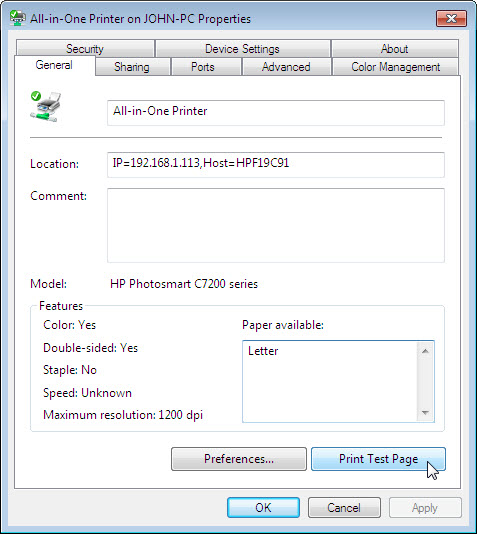 All-in-One Printer on JOHN-PC Properties
Security Device Settings About
General Sharing Ports Advanced Color Management
All-in-One Printer
Location: IP=192.168.1.113,Host=HPF19C91
Comment:
Model: HP Photosmart C7200 series
Features
Color: Yes Paper available:
Double-sided: Yes Letter
Staple: No
Speed: Unknown
Maximum resolution: 1200 dpi
Preferences... Print Test Page
OK Cancel Apply